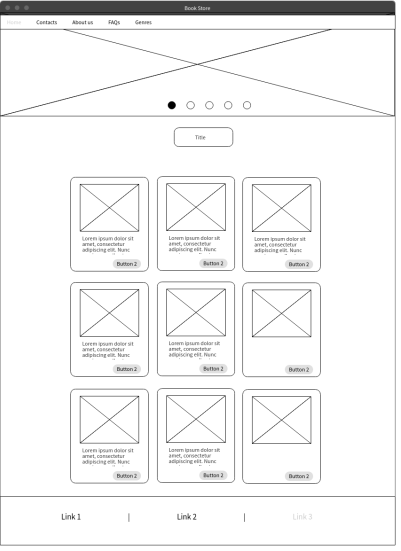 Book Store
Home Contacts About us FAQs Genres
Title
Lorem ipsum dolor sit
amet, consectetur
adipiscing elit. Nunc
Button 2
Lorem ipsum dolor sit
amet, consectetur
adipiscing elit. Nunc
Button 2
Lorem ipsum dolor sit
amet, consectetur
adipiscing elit. Nunc
Button 2
Lorem ipsum dolor sit
amet, consectetur
adipiscing elit. Nunc
Button 2
Lorem ipsum dolor sit
amet, consectetur
adipiscing elit. Nunc
Button 2
Button 2
Lorem ipsum dolor sit
amet, consectetur
adipiscing elit. Nunc
Button 2
Lorem ipsum dolor sit
amet, consectetur
adipiscing elit. Nunc
Button 2
Button 2
Link 1 | Link 2 | Link 3